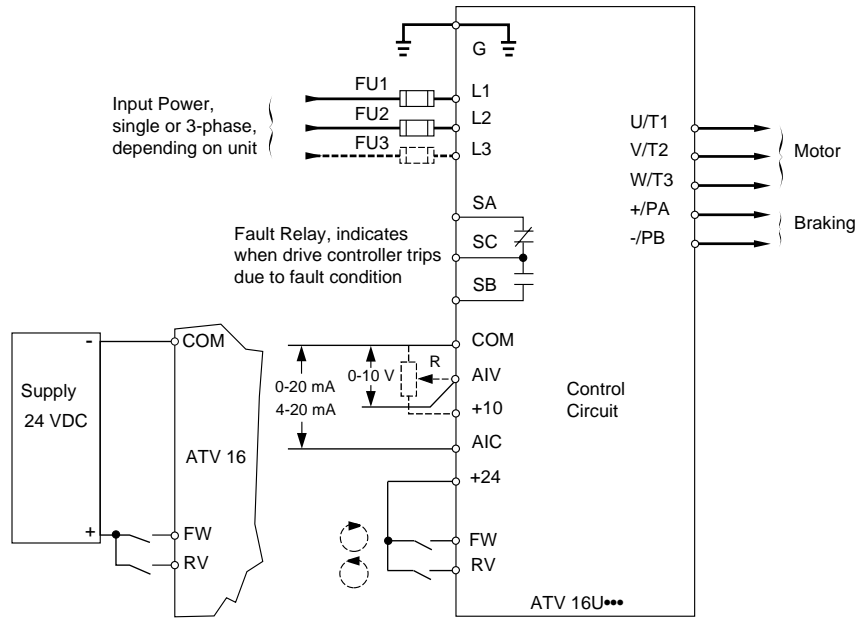 G
FU1
L1
Input Power,
single or 3-phase,
depending on unit
FU2
L2
FU3
L3
U/T1
V/T2
W/T3
Motor
+/PA
-/PB
Braking
SA
SC
SB
Fault Relay, indicates
when drive controller trips
due to fault condition
-
COM
Supply
24 VDC
ATV 16
+
FW
RV
COM
0-20 mA
4-20 mA
0-10 V
R
AIV
+10
AIC
+24
FW
RV
Control
Circuit
ATV 16U•••